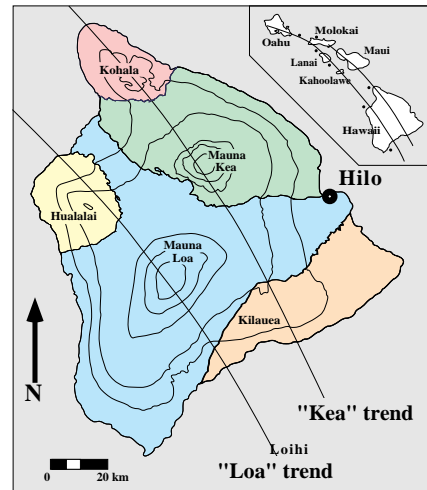 Oahu
Molokai
Maui
Lanai
Kahoolawe
Hawaii
Kohala
Mauna
Kea
Hilo
Hualalai
Mauna
Loa
Kilauea
N
"Kea" trend
Loihi
"Loa" trend
0 20 km